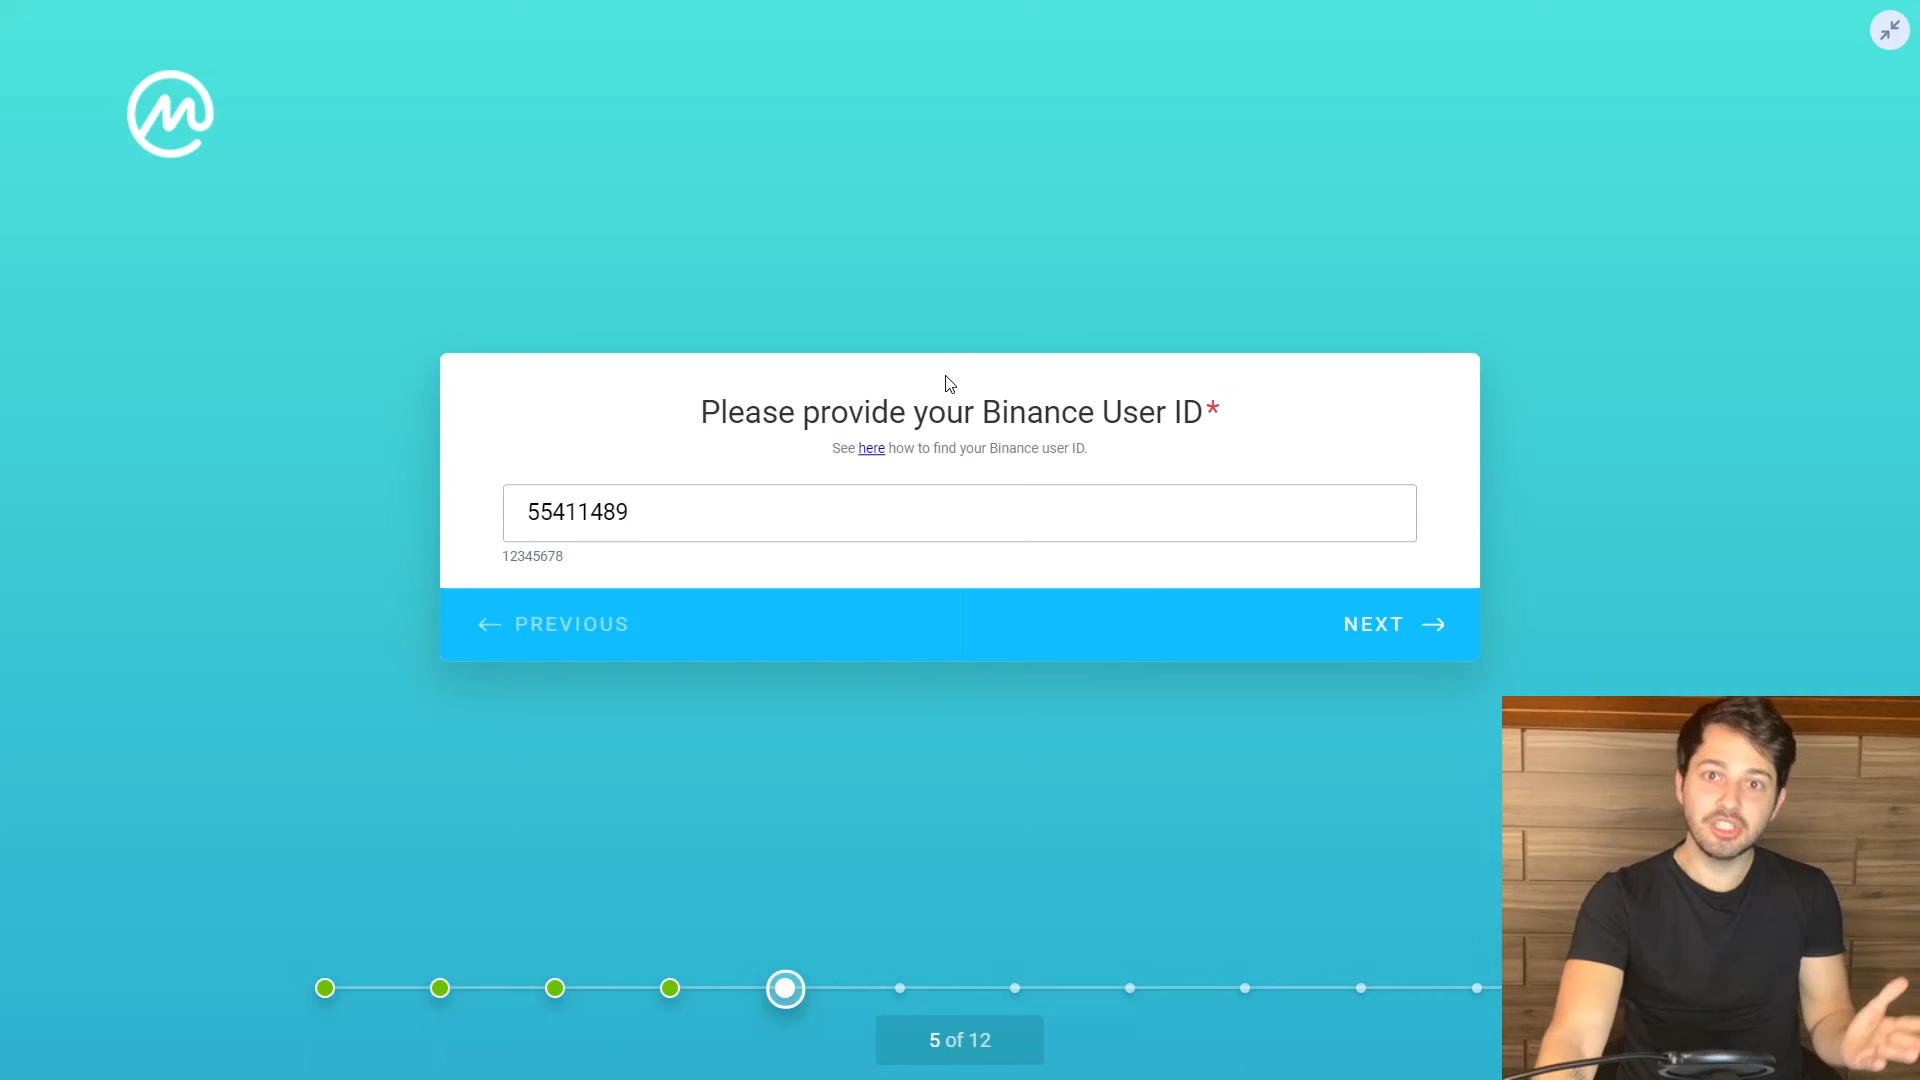 Please provide your Binance User ID*
See here how to find your Binance user ID.
55411489
12345678
PREVIOUS
NEXT
5 of 12